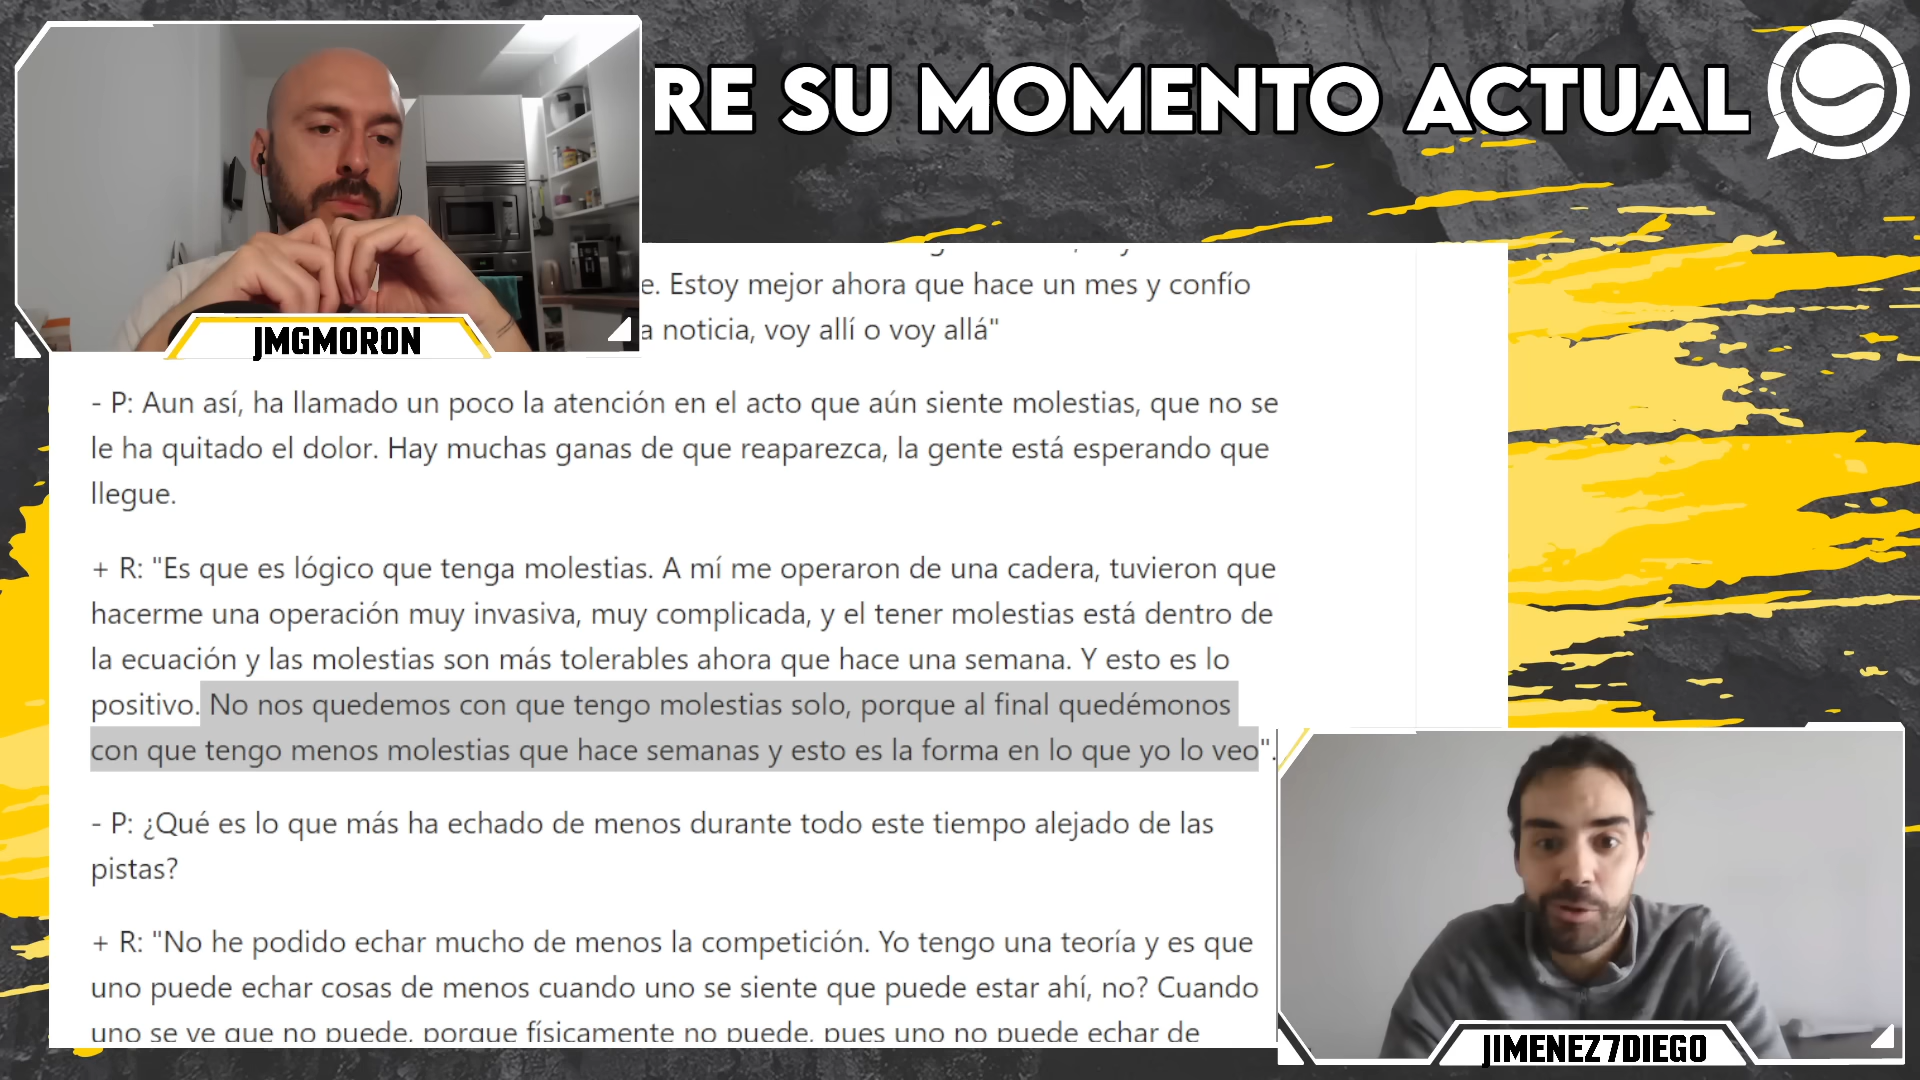 RE SU MOMENTO ACTUAL
e. Estoy mejor ahora que hace un mes y confío
a noticia, voy allí o voy allá"
JMGMORON
- P: Aun así, ha llamado un poco la atención en el acto que aún siente molestias, que no se
le ha quitado el dolor. Hay muchas ganas de que reaparezca, la gente está esperando que
llegue.
+ R: "Es que es lógico que tenga molestias. A mí me operaron de una cadera, tuvieron que
hacerme una operación muy invasiva, muy complicada, y el tener molestias está dentro de
la ecuación y las molestias son más tolerables ahora que hace una semana. Y esto es lo
positivo. No nos quedemos con que tengo molestias solo, porque al final quedémonos
con que tengo menos molestias que hace semanas y esto es la forma en lo que yo lo veo".
- P: ¿Qué es lo que más ha echado de menos durante todo este tiempo alejado de las
pistas?
+ R: "No he podido echar mucho de menos la competición. Yo tengo una teoría y es que
uno puede echar cosas de menos cuando uno se siente que puede estar ahí, no? Cuando
uno se ve que no puede, porque físicamente no puede, pues uno no puede echar de
JIMENEZ7DIEGO